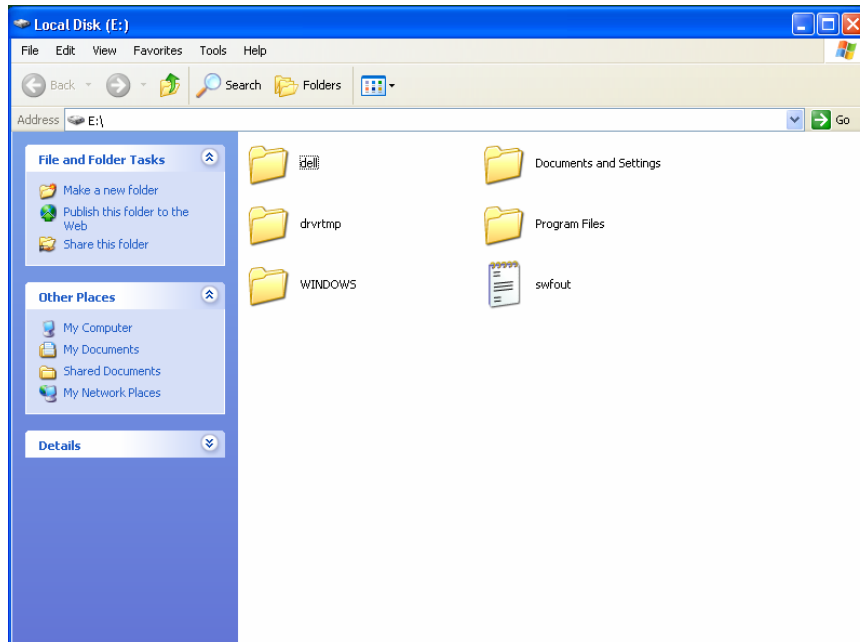 Local Disk (E:)
File Edit View Favorites Tools Help
Back Search Folders
Address E:\ Go
File and Folder Tasks
Make a new folder
Publish this folder to the
Web
Share this folder
Other Places
My Computer
My Documents
Shared Documents
My Network Places
Details
dell Documents and Settings
drvrtmp Program Files
WINDOWS swfout